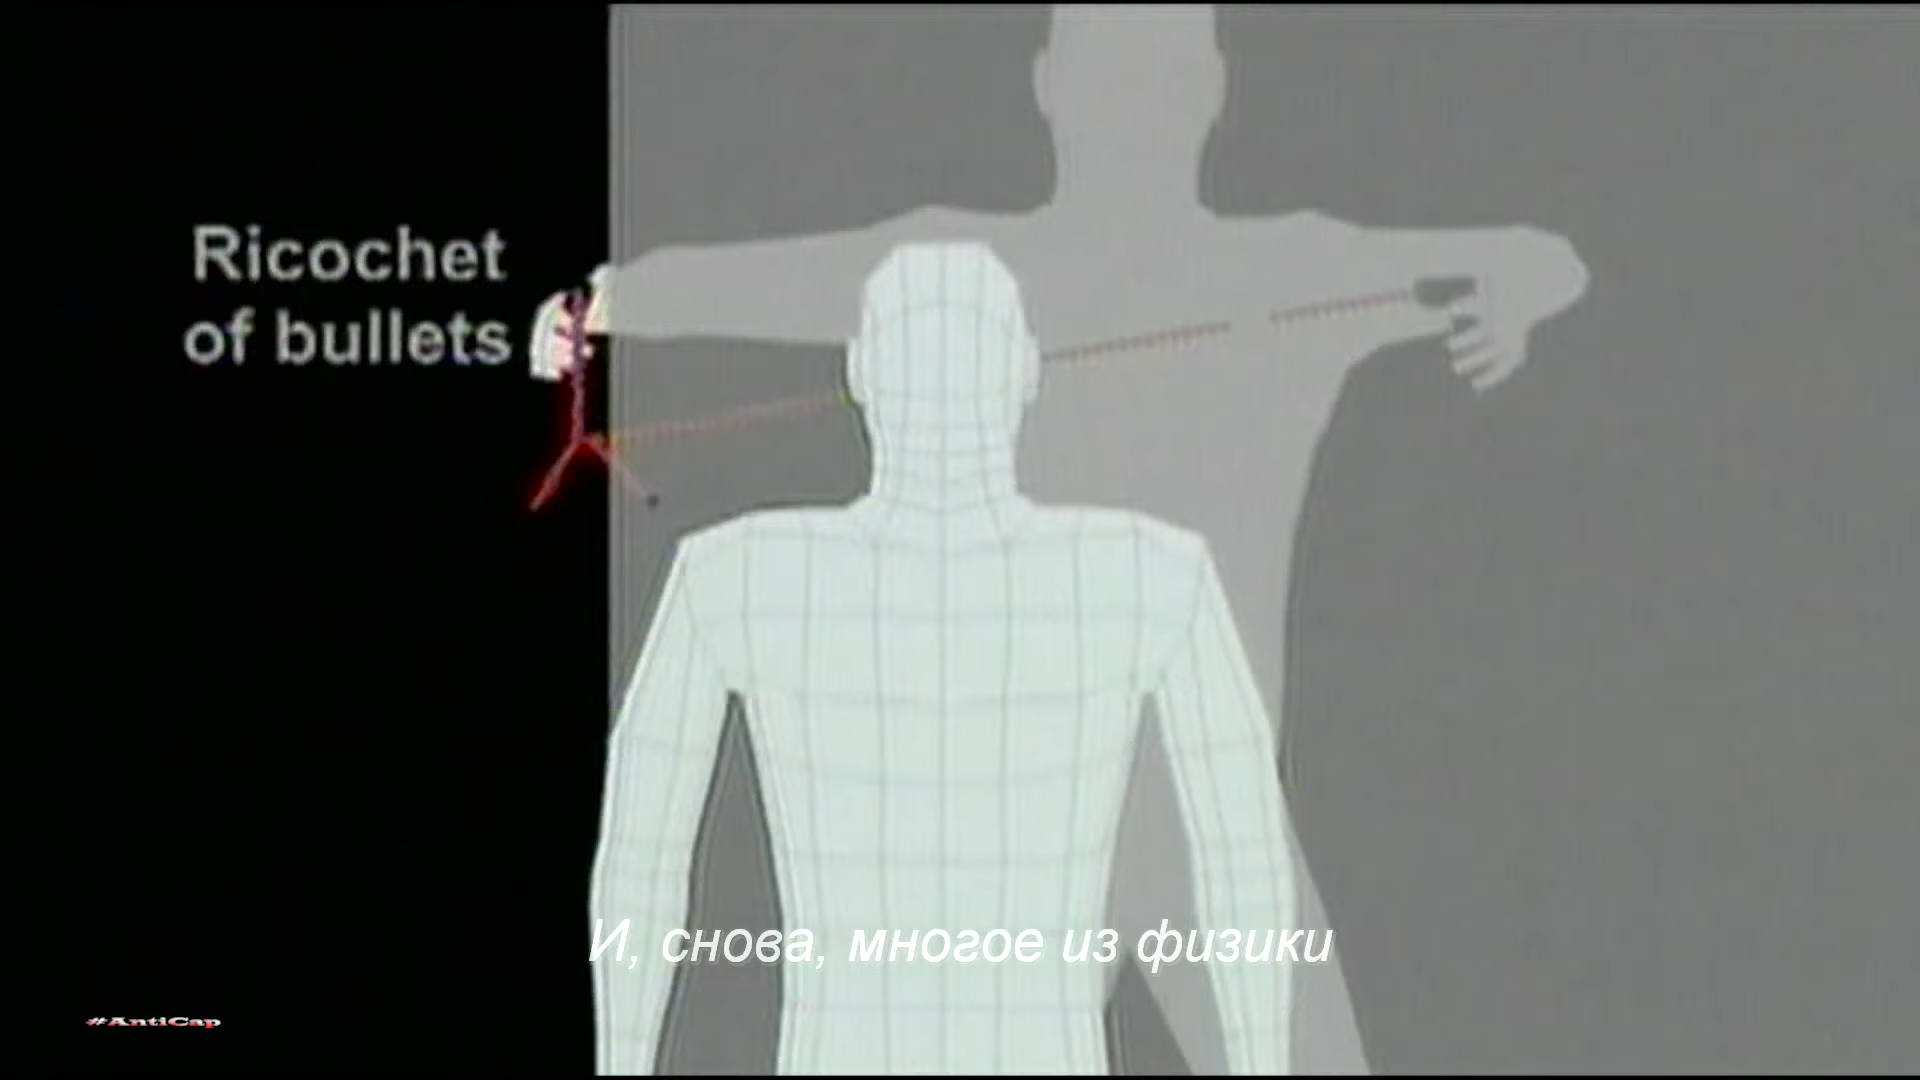 Ricochet
of bullets
И, снова, многое из физики
#AntiCap